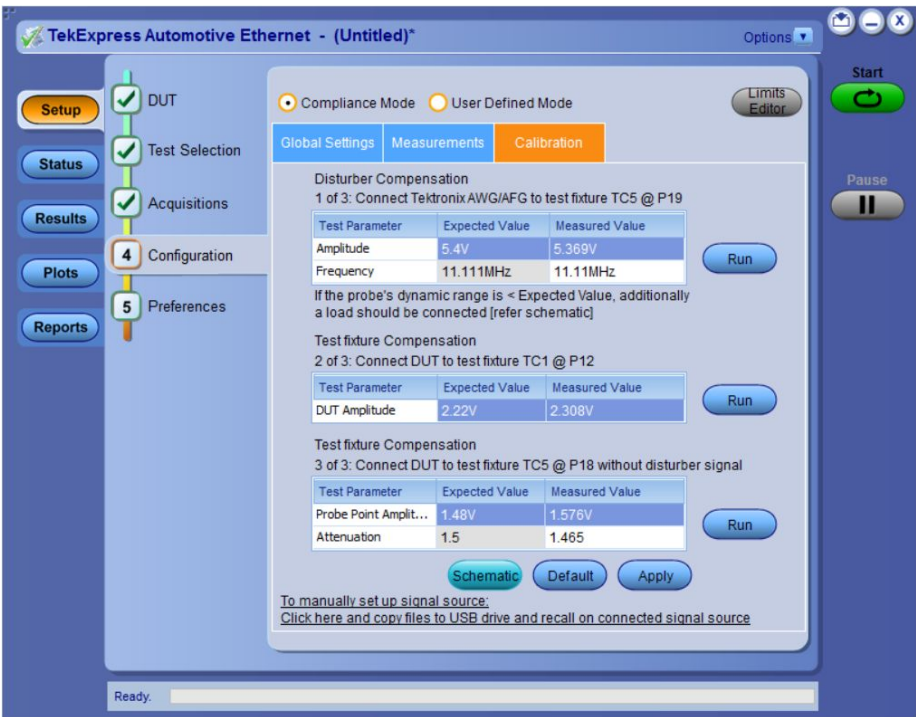 TekExpress Automotive Ethernet - (Untitled)*
Options
Start
Setup
DUT
Compliance Mode
User Defined Mode
Limits
Editor
Test Selection
Global Settings
Measurements
Calibration
Status
Disturber Compensation
1 of 3: Connect Tektronix AWG/AFG to test fixture TC5 @ P19
Pause
Results
Acquisitions
Test Parameter Expected Value Measured Value
Amplitude 5.4V 5.369V
Frequency 11.111MHz 11.11MHz
Run
4 Configuration
Plots
If the probe's dynamic range is < Expected Value, additionally
a load should be connected [refer schematic]
5 Preferences
Reports
Test fixture Compensation
2 of 3: Connect DUT to test fixture TC1 @ P12
Test Parameter Expected Value Measured Value
DUT Amplitude 2.22V 2.308V
Run
Test fixture Compensation
3 of 3: Connect DUT to test fixture TC5 @ P18 without disturber signal
Test Parameter Expected Value Measured Value
Probe Point Amplit... 1.48V 1.576V
Attenuation 1.5 1.465
Run
Schematic
Default
Apply
To manually set up signal source:
Click here and copy files to USB drive and recall on connected signal source
Ready.